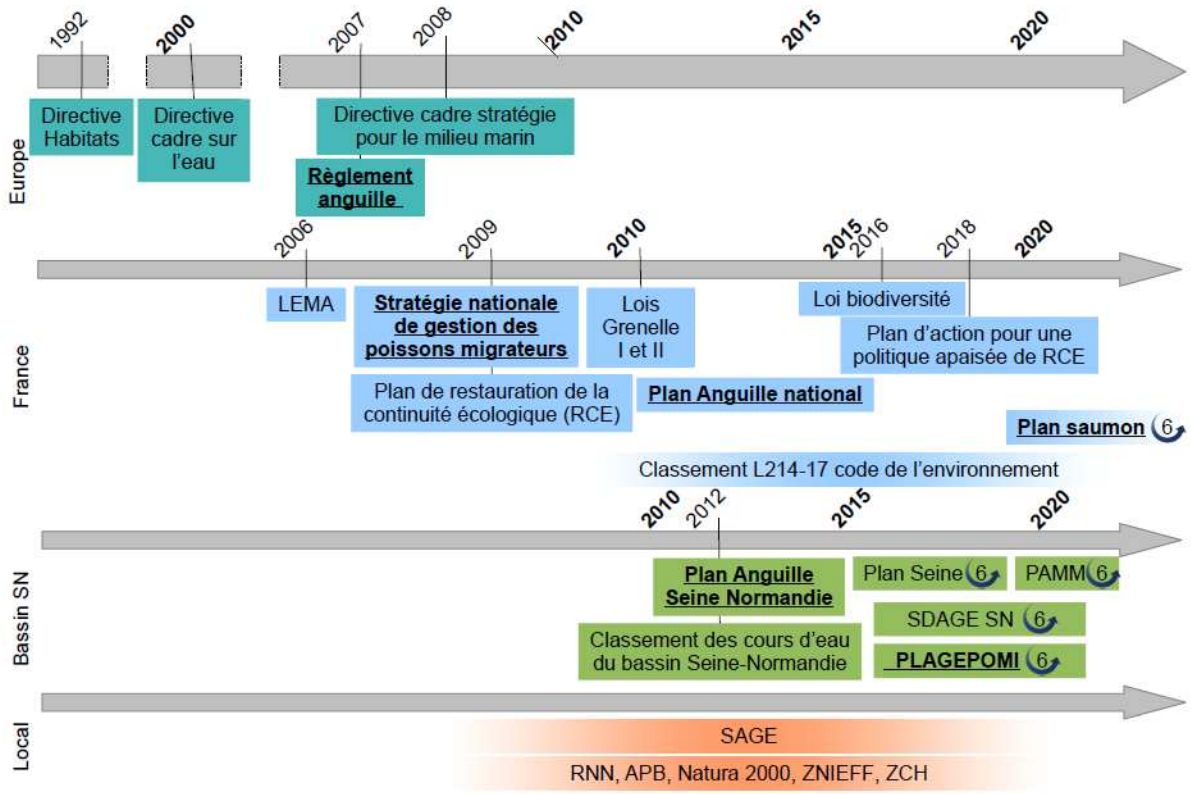 1992
2000
2007
2008
2010
2015
2020
Europe
Directive
Habitats
Directive
cadre sur
l'eau
Directive cadre stratégie
pour le milieu marin
Règlement
anguille
France
2006
2009
2010
2015
2016
2018
2020
LEMA
Stratégie nationale
de gestion des
poissons migrateurs
Lois
Grenelle
I et II
Loi biodiversité
Plan d'action pour une
politique apaisée de RCE
Plan de restauration de la
continuité écologique (RCE)
Plan Anguille national
Plan saumon 6
Classement L214-17 code de l'environnement
Bassin SN
2010
2012
2015
2020
Plan Anguille
Seine Normandie
Plan Seine 6
PAMM 6
Classement des cours d'eau
du bassin Seine-Normandie
SDAGE SN 6
PLAGEPOMI 6
Local
SAGE
RNN, APB, Natura 2000, ZNIEFF, ZCH